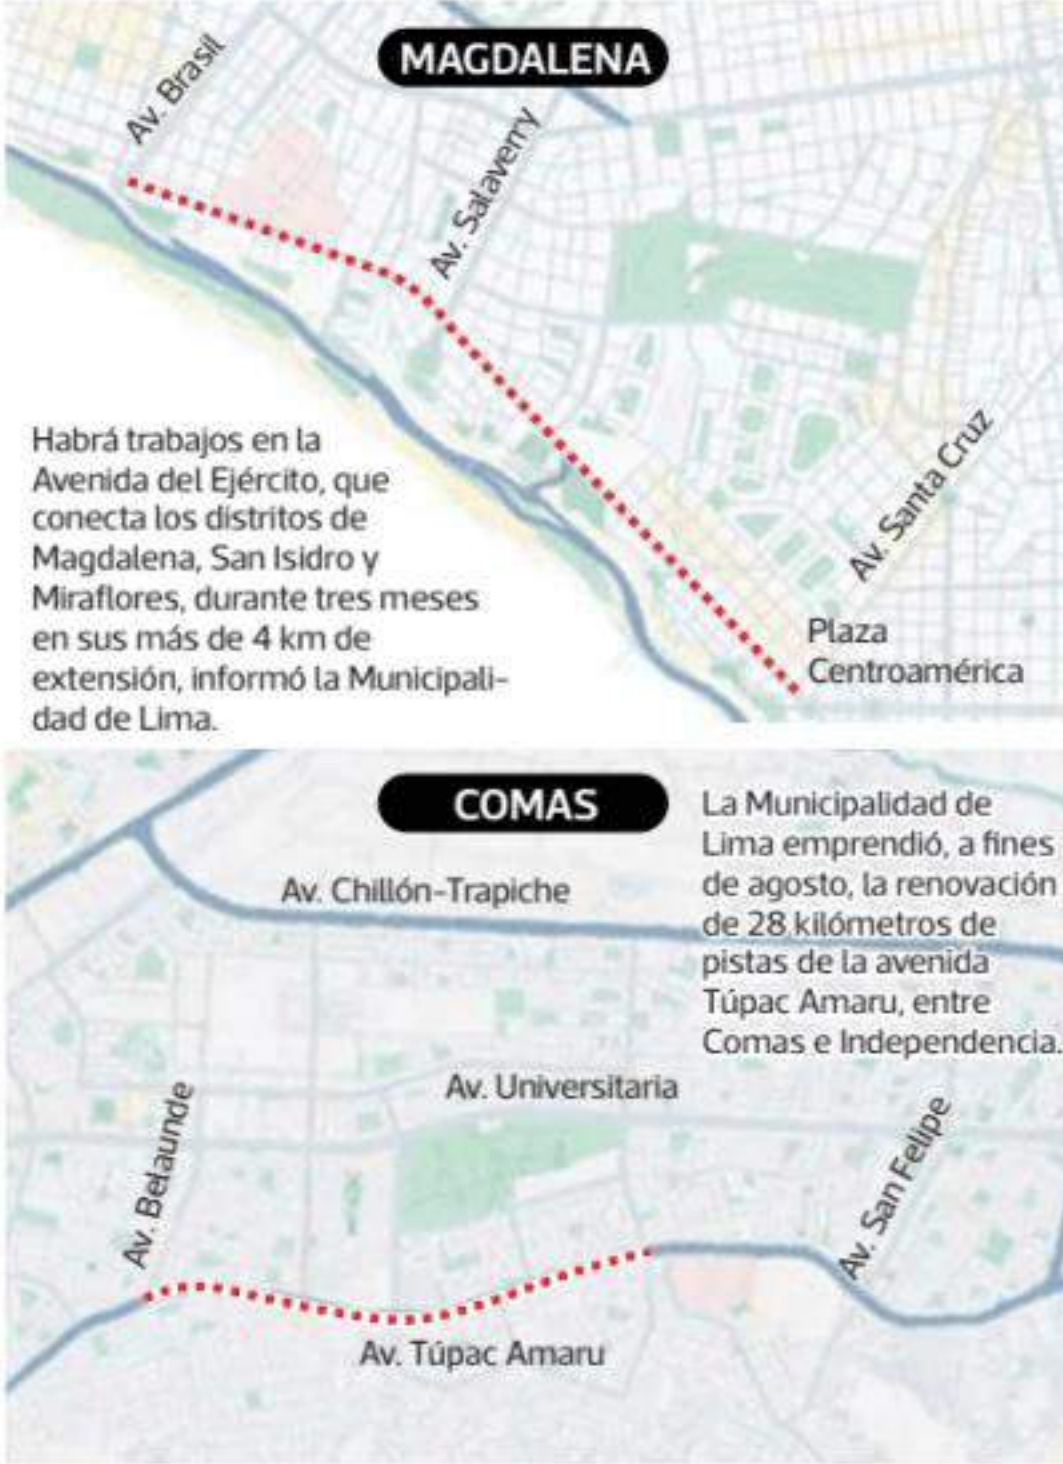 MAGDALENA
Av. Brasil
Av. Salaverry
Av. Santa Cruz
Plaza
Centroamérica
Habrá trabajos en la
Avenida del Ejército, que
conecta los distritos de
Magdalena, San Isidro y
Miraflores, durante tres meses
en sus más de 4 km de
extensión, informó la Municipali-
dad de Lima.
COMAS
La Municipalidad de
Lima emprendió, a fines
de agosto, la renovación
de 28 kilómetros de
pistas de la avenida
Túpac Amaru, entre
Comas e Independencia.
Av. Chillón-Trapiche
Av. Universitaria
Av. Belaunde
Av. San Felipe
Av. Túpac Amaru